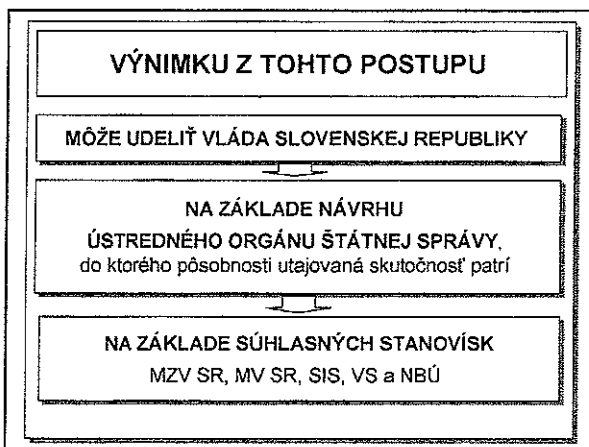 VÝNIMKU Z TOHTO POSTUPU
MÔŽE UDELIŤ VLÁDA SLOVENSKEJ REPUBLIKY
NA ZÁKLADE NÁVRHU
ÚSTREDNÉHO ORGÁNU ŠTÁTNEJ SPRÁVY,
do ktorého pôsobnosti utajovaná skutočnosť patrí
NA ZÁKLADE SÚHLASNÝCH STANOVÍSK
MZV SR, MV SR, SIS, VS a NBÚ